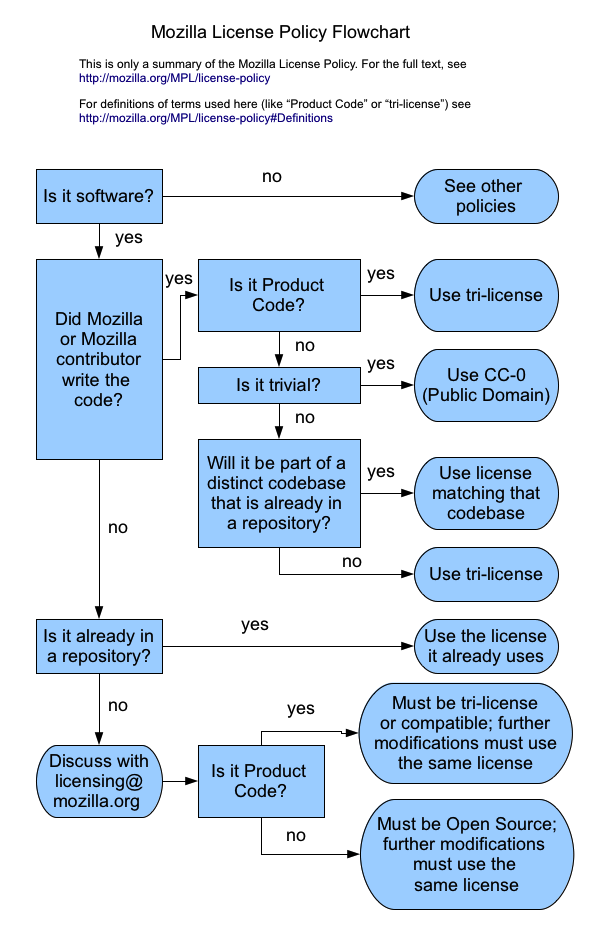 Mozilla License Policy Flowchart
This is only a summary of the Mozilla License Policy. For the full text, see
http://mozilla.org/MPL/license-policy
For definitions of terms used here (like “Product Code” or “tri-license”) see
http://mozilla.org/MPL/license-policy#Definitions
Is it software?
no
See other
policies
yes
Did Mozilla
or Mozilla
contributor
write the
code?
yes
Is it Product
Code?
yes
Use tri-license
no
Is it trivial?
yes
Use CC-0
(Public Domain)
no
Will it be part of a
distinct codebase
that is already in
a repository?
yes
Use license
matching that
codebase
no
Use tri-license
no
Is it already in
a repository?
yes
Use the license
it already uses
no
Discuss with
licensing@
mozilla.org
Is it Product
Code?
yes
Must be tri-license
or compatible; further
modifications must use
the same license
no
Must be Open Source;
further modifications
must use the
same license